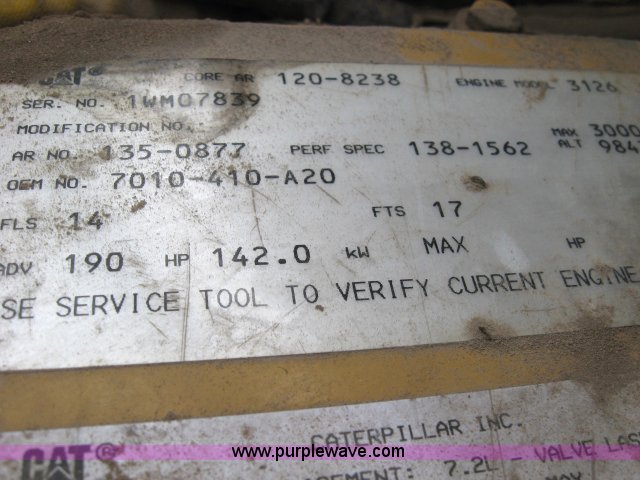 CAT® CORE AR 120-8238 ENGINE MODEL 3126
SER. NO. 1WM07839
MODIFICATION NO.
AR NO. 135-0877 PERF SPEC 138-1562 MAX ALT 3000 984
OEM NO. 7010-410-A20
FLS 14 FTS 17
ADV 190 HP 142.0 kW MAX HP
SE SERVICE TOOL TO VERIFY CURRENT ENGINE
CATERPILLAR INC.
CAT®
www.purplewave.com
CEMENT: 7.2L - VALVE LAS
MAX